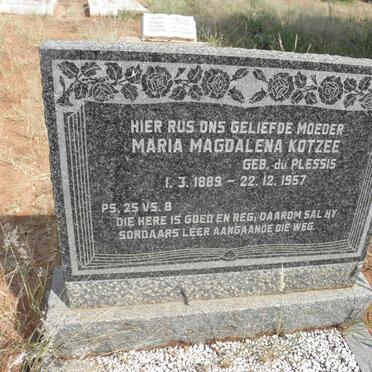 HIER RUS ONS GELIEFDE MOEDER
MARIA MAGDALENA KOTZEE
GEB. du PLESSIS
1. 3. 1889 – 22. 12. 1957
PS. 25 VS. 8
DIE HERE IS GOED EN REG; DAAROM SAL HY
SONDAARS LEER AANGAANDE DIE WEG.